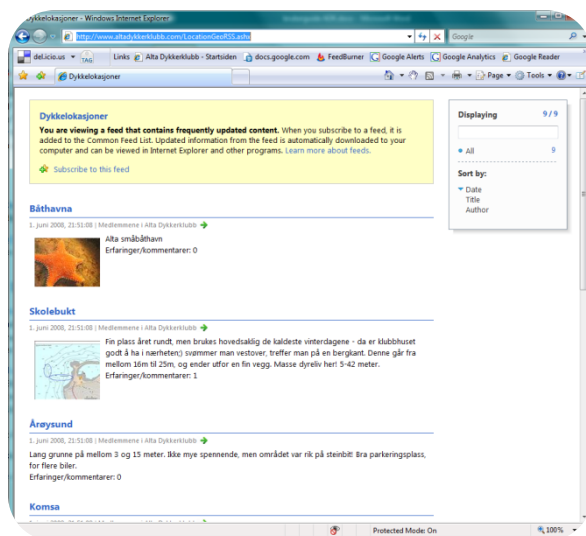 Dykkelokasjoner - Windows Internet Explorer
http://www.altadykkerklubb.com/LocationGeoRSS.ashx
Google
del.icio.us TAG Links Alta Dykkerklubb - Startsiden docs.google.com FeedBurner Google Alerts Google Analytics Google Reader
Dykkelokasjoner
Page Tools
Dykkelokasjoner
You are viewing a feed that contains frequently updated content. When you subscribe to a feed, it is
added to the Common Feed List. Updated information from the feed is automatically downloaded to your
computer and can be viewed in Internet Explorer and other programs. Learn more about feeds.
Subscribe to this feed
Displaying 9 / 9
All 9
Sort by:
Date
Title
Author
Båthavna
1. juni 2008, 21:51:08 | Medlemmene i Alta Dykkerklubb
Alta småbåthavn
Erfaringer/kommentarer: 0
Skolebukt
1. juni 2008, 21:51:08 | Medlemmene i Alta Dykkerklubb
Fin plass året rundt, men brukes hovedsaklig de kaldeste vinterdagene - da er klubbhuset
godt å ha i nærheten;) svømmer man vestover, treffer man på en bergkant. Denne går fra
mellom 16m til 25m, og ender utfor en fin vegg. Masse dyreliv her! 5-42 meter.
Erfaringer/kommentarer: 1
Årøysund
1. juni 2008, 21:51:08 | Medlemmene i Alta Dykkerklubb
Lang grunne på mellom 3 og 15 meter. Ikke mye spennende, men området var rik på steinbit! Bra parkeringsplass,
for flere biler.
Erfaringer/kommentarer: 0
Komsa
Protected Mode: On
100%